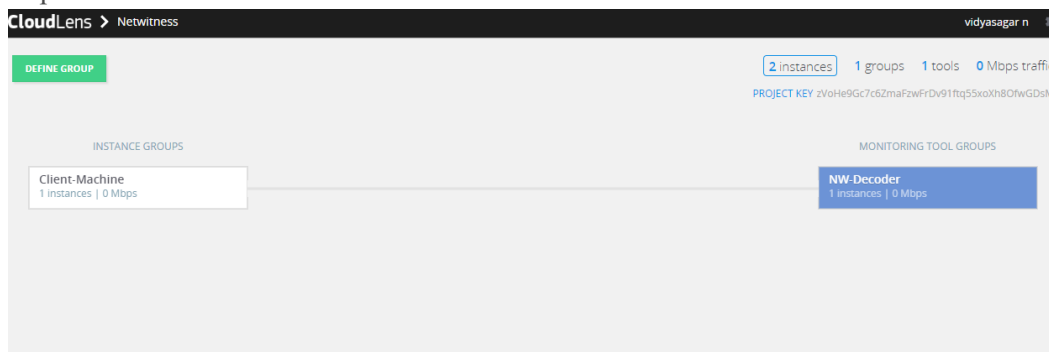 CloudLens > Netwitness vidyasagar n
DEFINE GROUP
2 instances 1 groups 1 tools 0 Mbps
PROJECT KEY
INSTANCE GROUPS MONITORING TOOL GROUPS
Client-Machine NW-Decoder
1 instances | 0 Mbps 1 instances | 0 Mbps